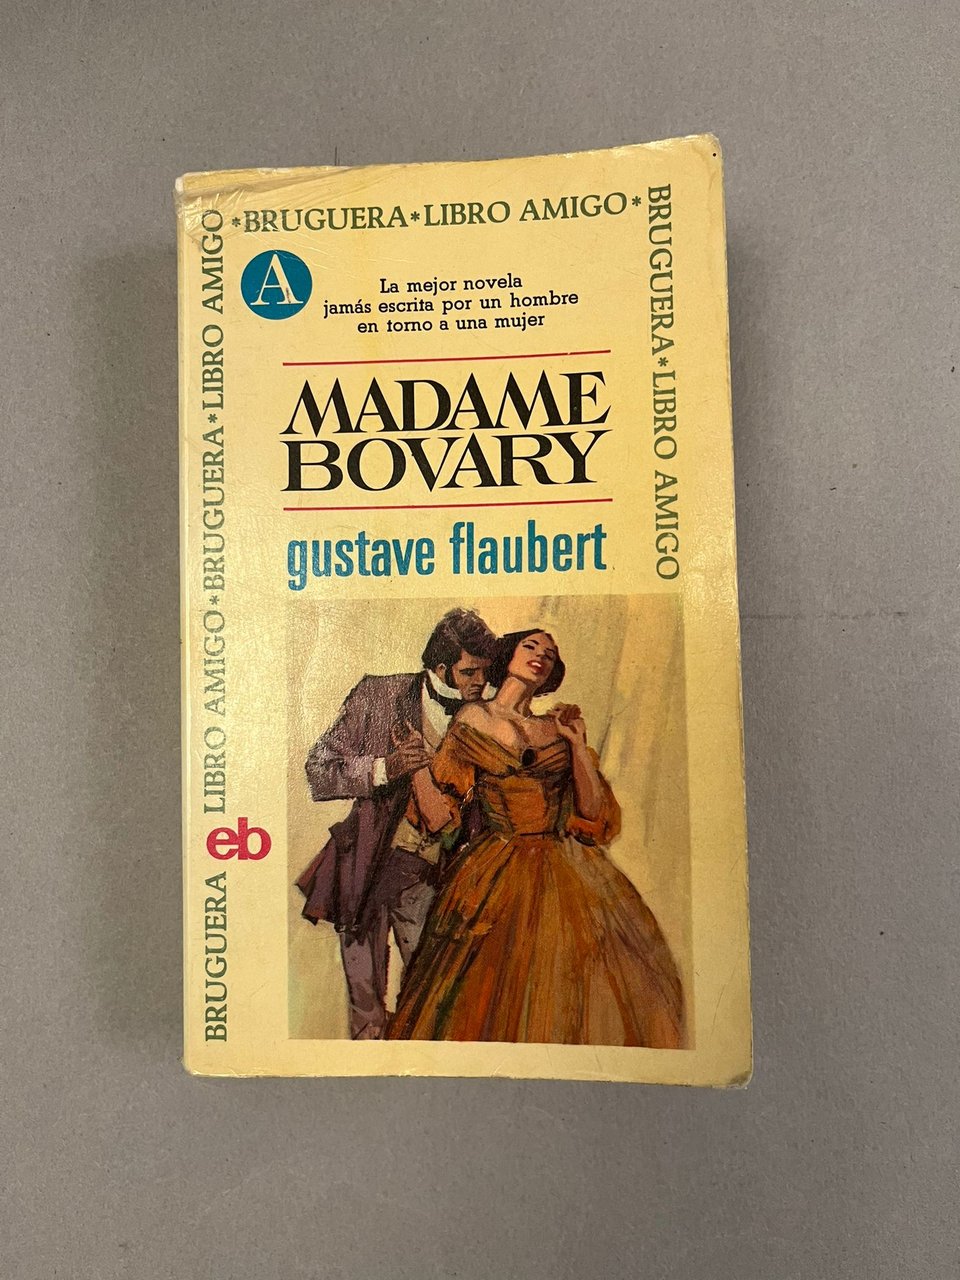 *BRUGUERA*LIBRO AMIGO*
BRUGUERA*LIBRO AMIGO
BRUGUERA LIBRO AMIGO*BRUGUERA*LIBRO AMIGO
A
La mejor novela
jamás escrita por un hombre
en torno a una mujer
MADAME
BOVARY
gustave flaubert
eb